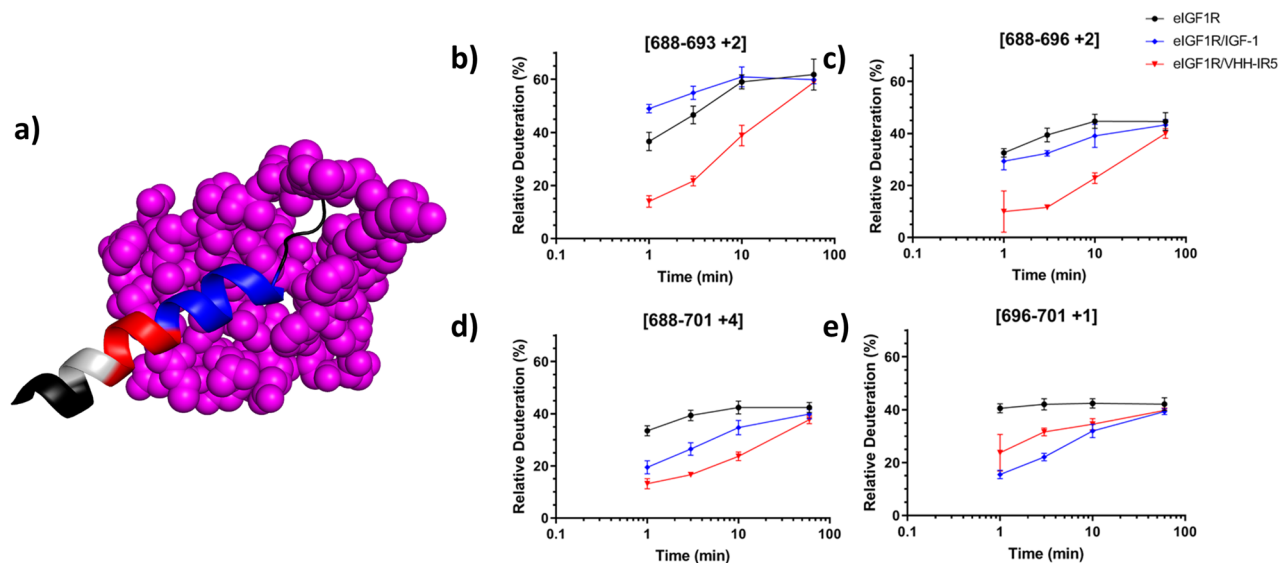 a)
b)
[688-693 +2]
Relative Deuteration (%)
60
40
20
0
0.1
1
10
100
Time (min)
c)
[688-696 +2]
eIGF1R
eIGF1R/IGF-1
eIGF1R/VHH-IR5
Relative Deuteration (%)
60
40
20
0
0.1
1
10
100
Time (min)
d)
[688-701 +4]
Relative Deuteration (%)
60
40
20
0
0.1
1
10
100
Time (min)
e)
[696-701 +1]
Relative Deuteration (%)
60
40
20
0
0.1
1
10
100
Time (min)